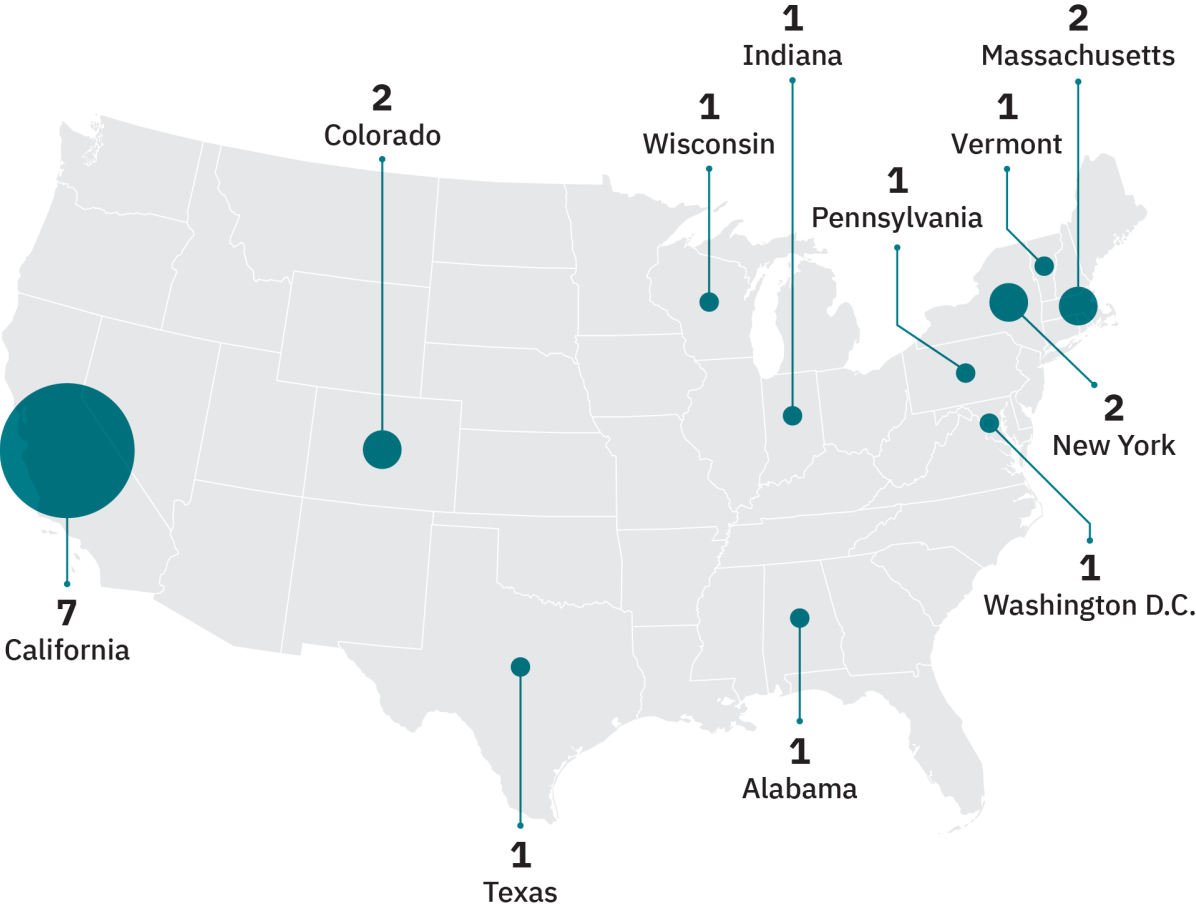 1
Indiana
2
Massachusetts
2
Colorado
1
Wisconsin
1
Vermont
1
Pennsylvania
2
New York
1
Washington D.C.
7
California
1
Alabama
1
Texas